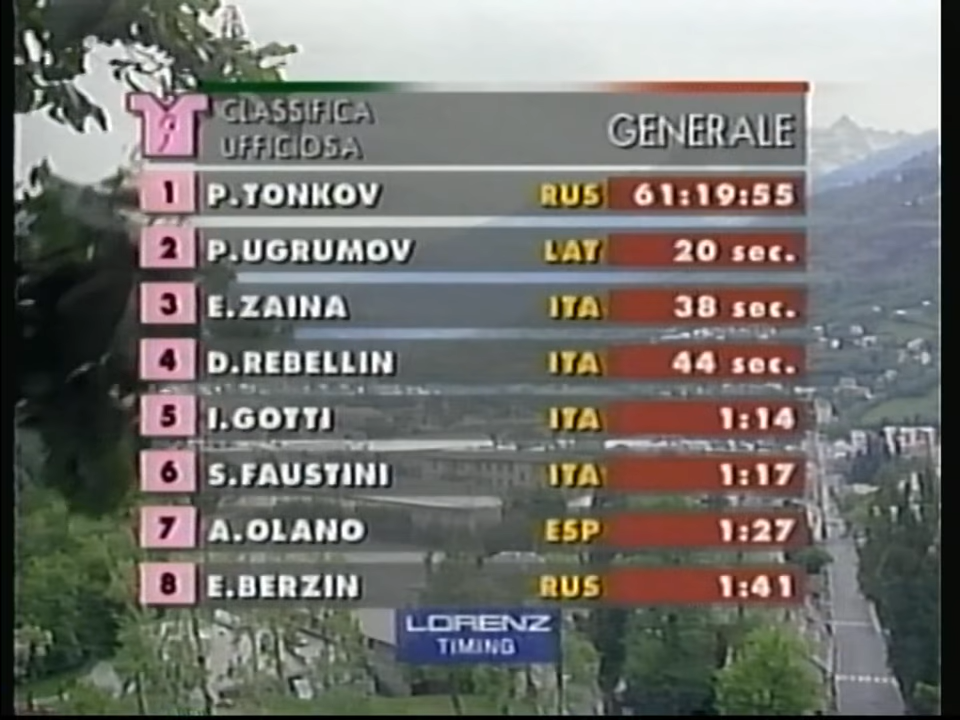 CLASSIFICA
UFFICIOSA
GENERALE
1 P.TONKOV RUS 61:19:55
2 P.UGRUMOV LAT 20 sec.
3 E.ZAINA ITA 38 sec.
4 D.REBELLIN ITA 44 sec.
5 I.GOTTI ITA 1:14
6 S.FAUSTINI ITA 1:17
7 A.OLANO ESP 1:27
8 E.BERZIN RUS 1:41
LORENZ
TIMING